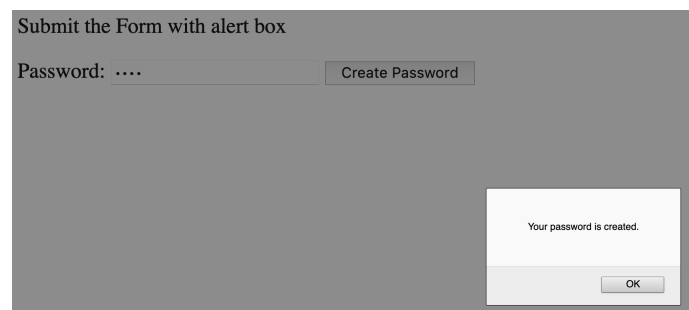 Submit the Form with alert box
Password: •••• Create Password
Your password is created.
OK